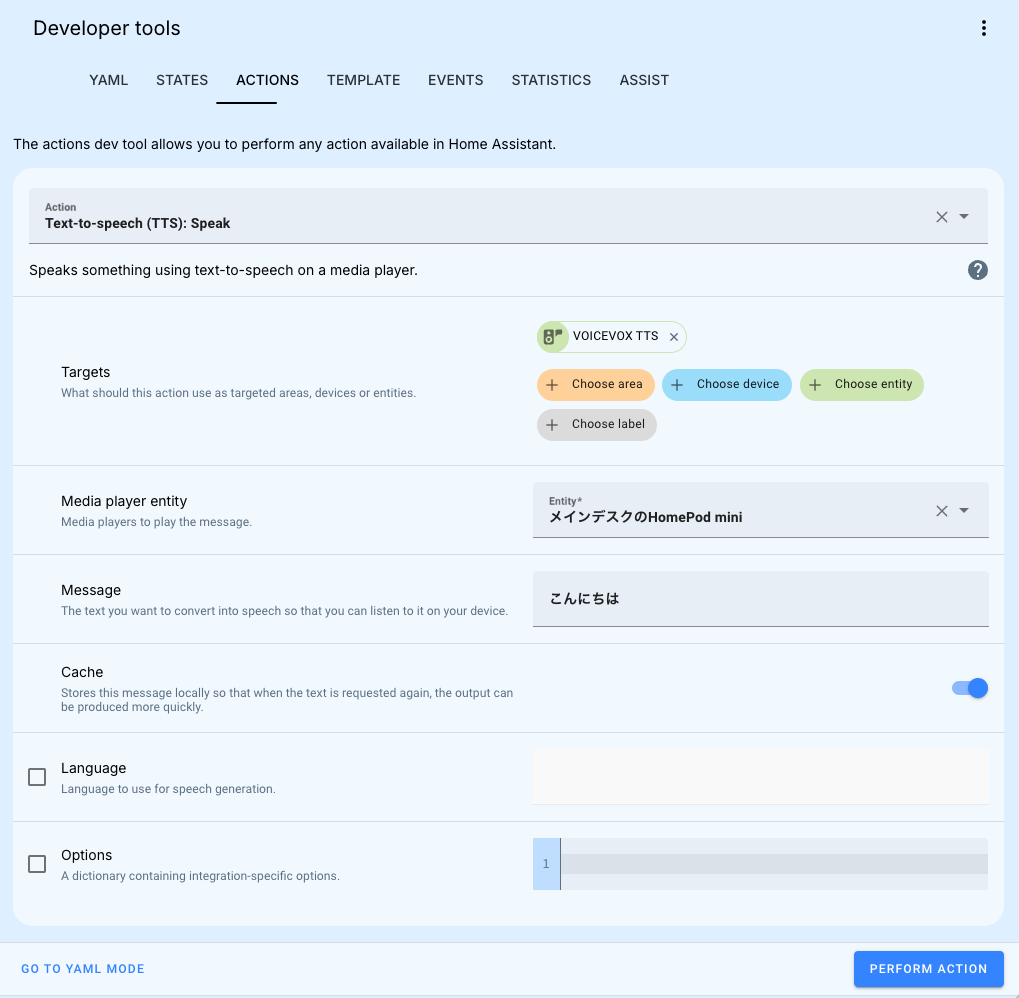 Developer tools
YAML STATES ACTIONS TEMPLATE EVENTS STATISTICS ASSIST
The actions dev tool allows you to perform any action available in Home Assistant.
Action
Text-to-speech (TTS): Speak
Speaks something using text-to-speech on a media player.
VOICEVOX TTS
Targets
What should this action use as targeted areas, devices or entities.
Choose area
Choose device
Choose entity
Choose label
Media player entity
Media players to play the message.
Entity*
メインデスクのHomePod mini
Message
The text you want to convert into speech so that you can listen to it on your device.
こんにちは
Cache
Stores this message locally so that when the text is requested again, the output can
be produced more quickly.
Language
Language to use for speech generation.
Options
A dictionary containing integration-specific options.
1
GO TO YAML MODE
PERFORM ACTION